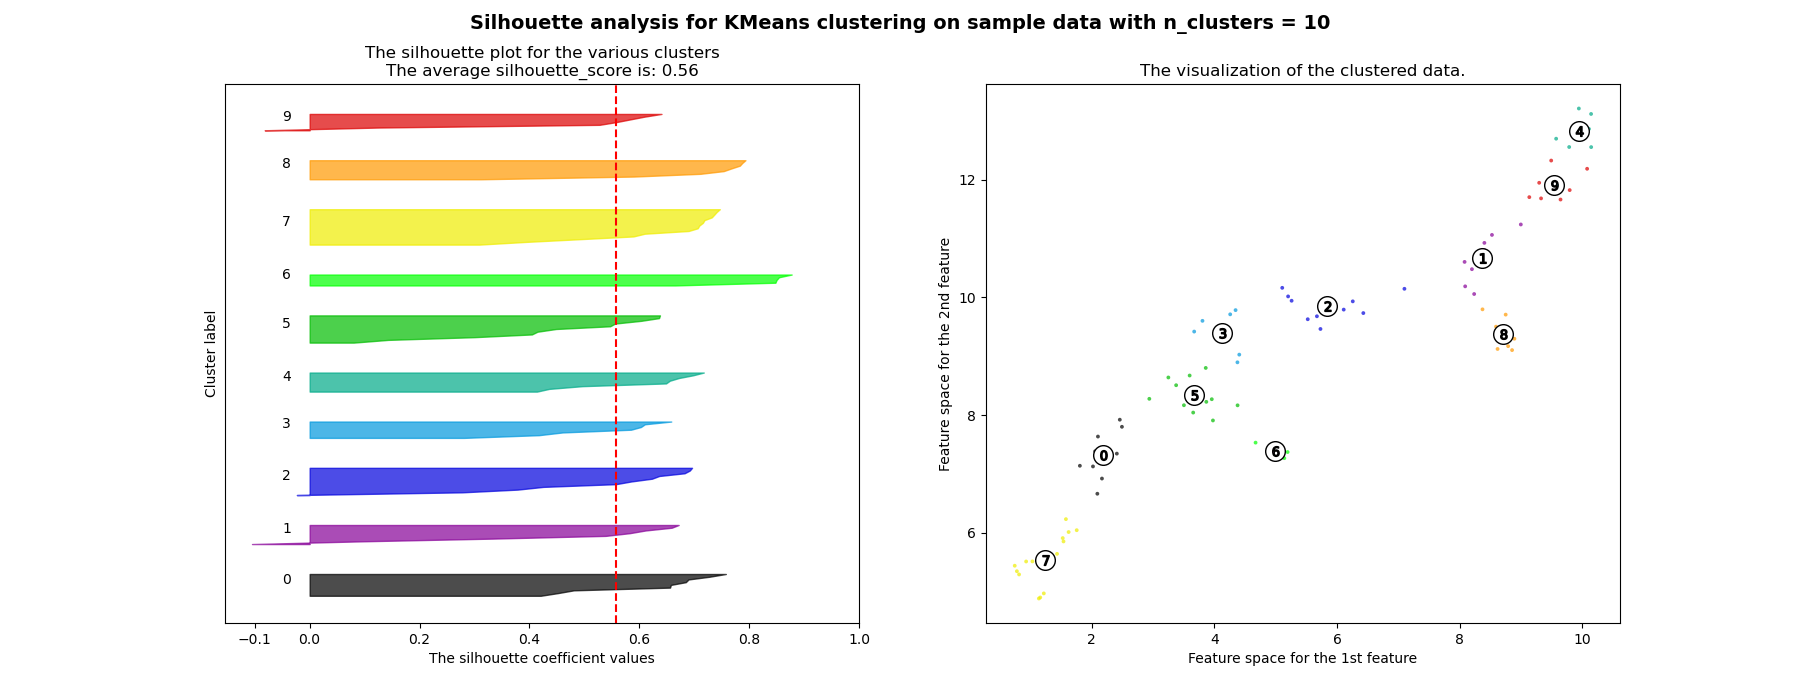 Silhouette analysis for KMeans clustering on sample data with n_clusters = 10
The silhouette plot for the various clusters
The average silhouette_score is: 0.56
9
8
7
6
5
4
3
2
1
0
Cluster label
−0.1 0.0 0.2 0.4 0.6 0.8 1.0
The silhouette coefficient values
The visualization of the clustered data.
4
9
1
2
3
8
5
6
0
7
12
10
8
6
Feature space for the 2nd feature
2 4 6 8 10
Feature space for the 1st feature